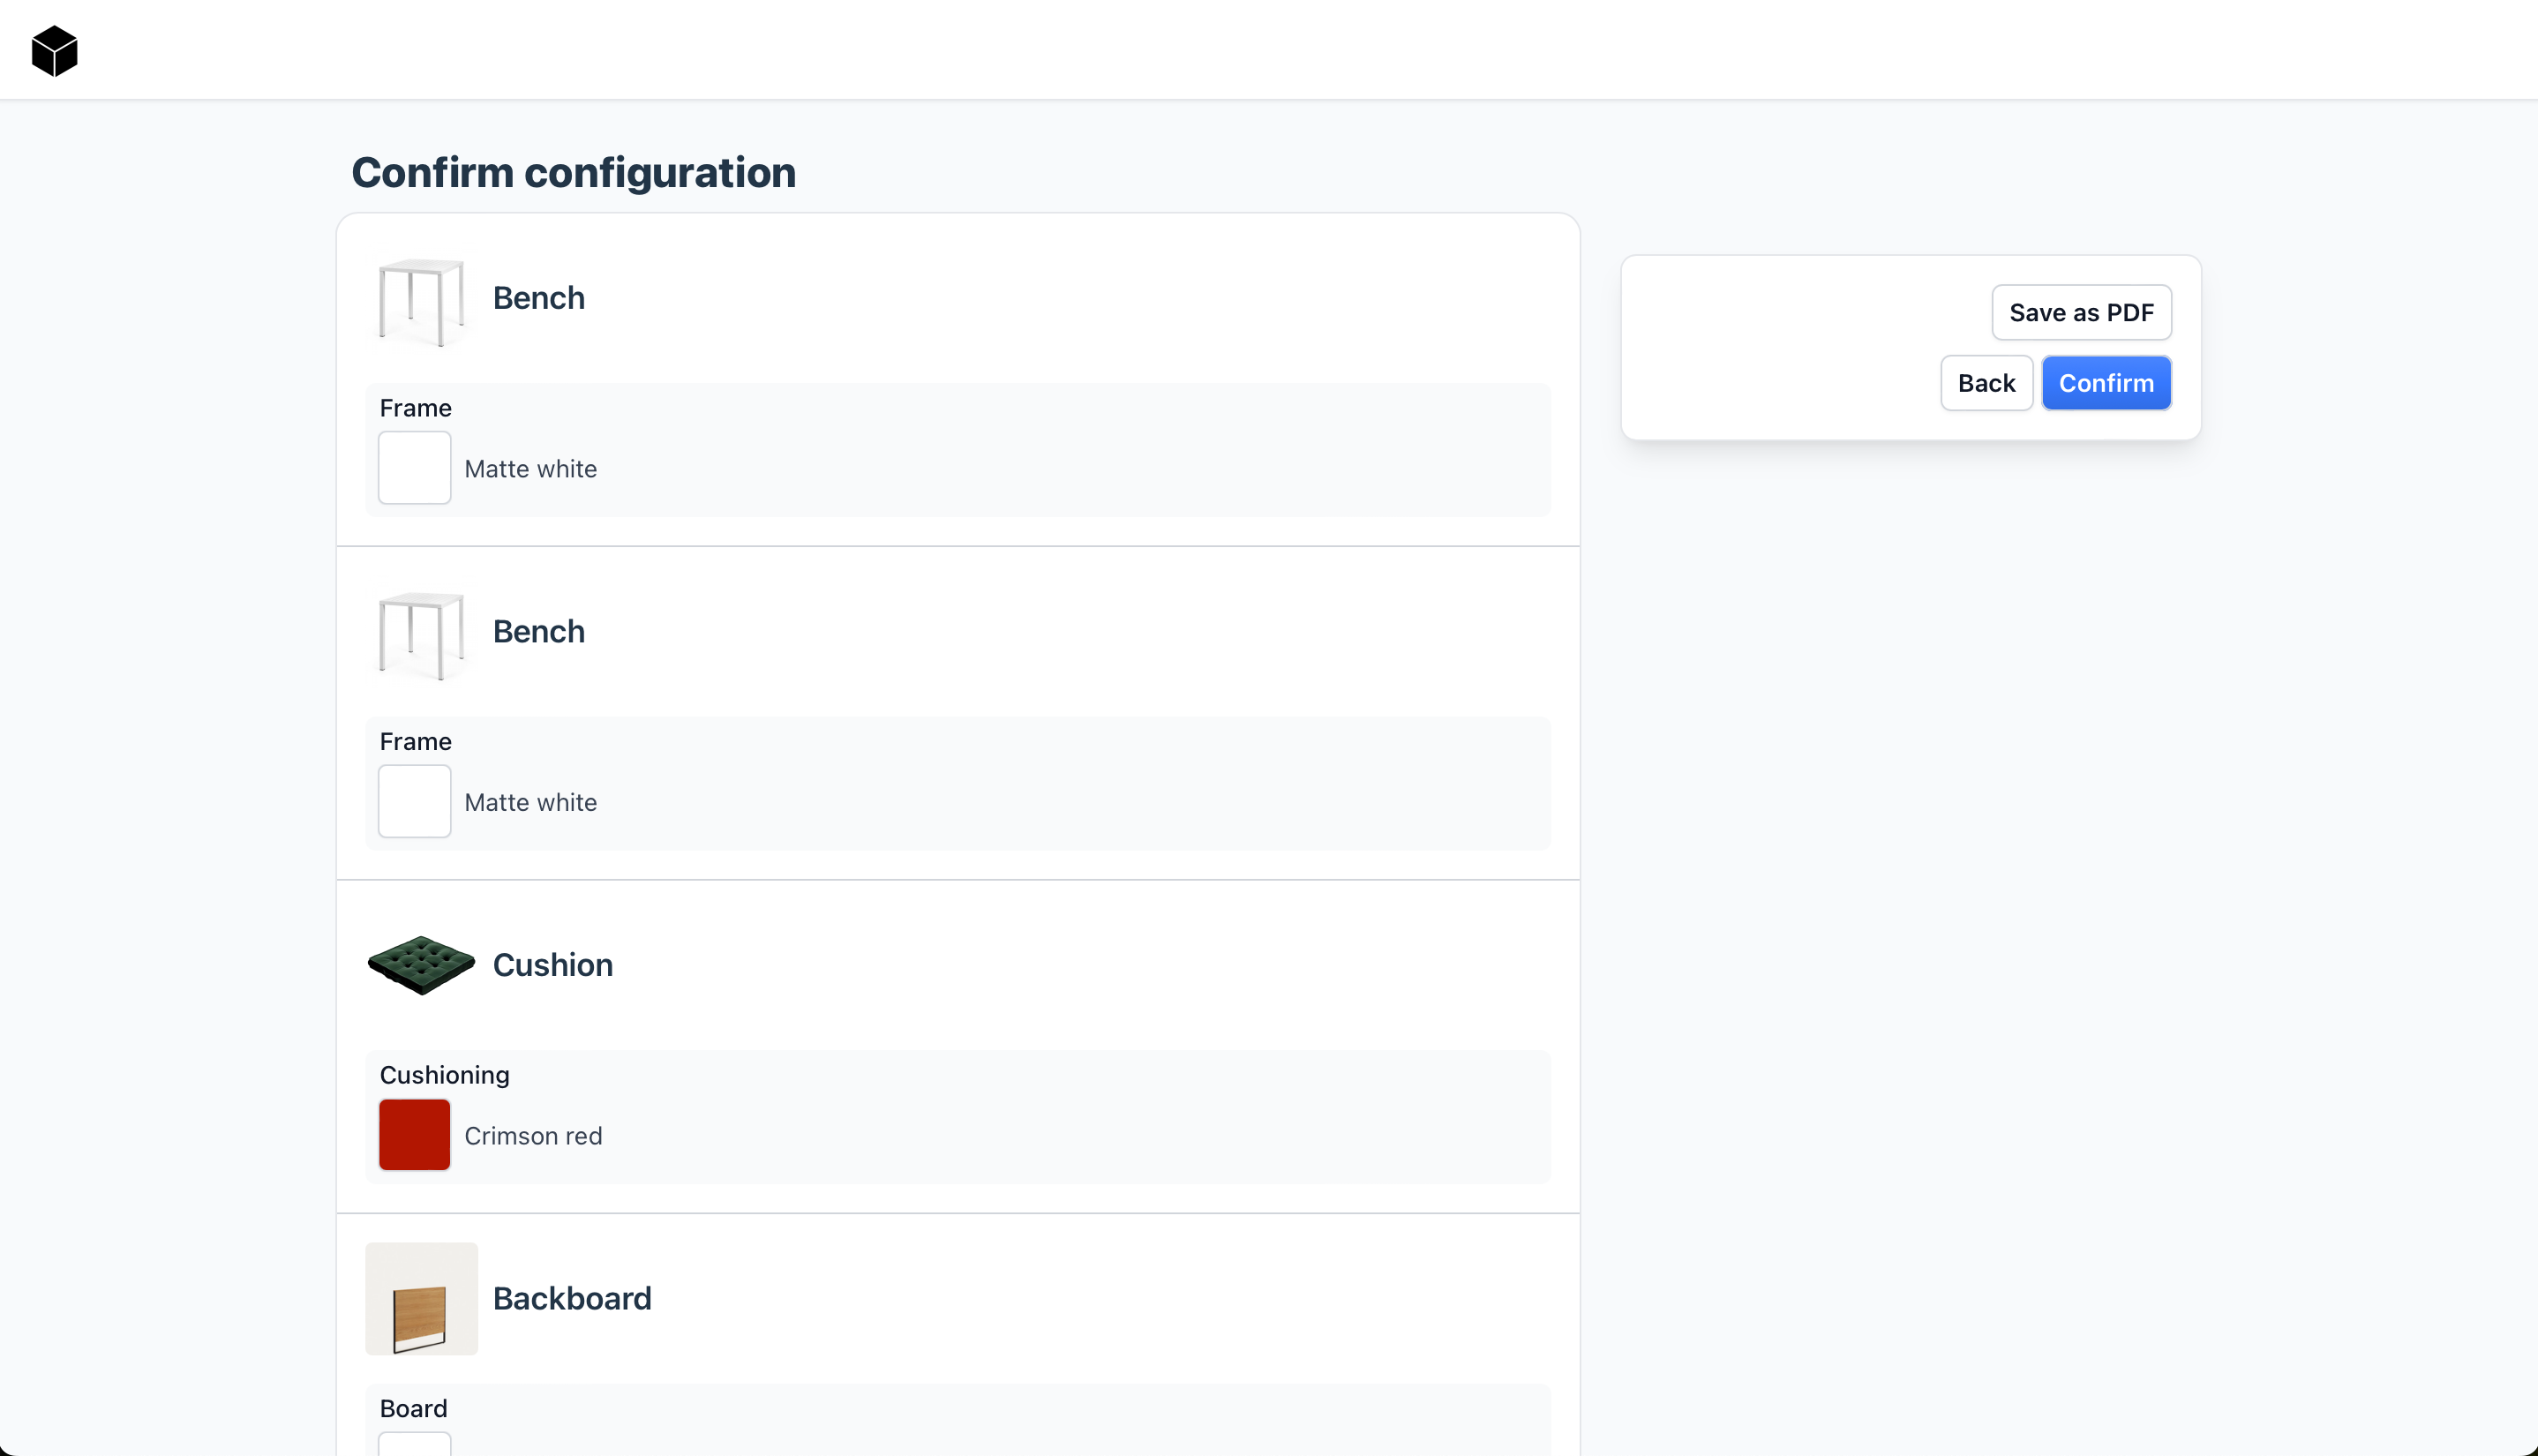 Confirm configuration
Bench
Frame
Matte white
Bench
Frame
Matte white
Cushion
Cushioning
Crimson red
Backboard
Board
Save as PDF
Back
Confirm